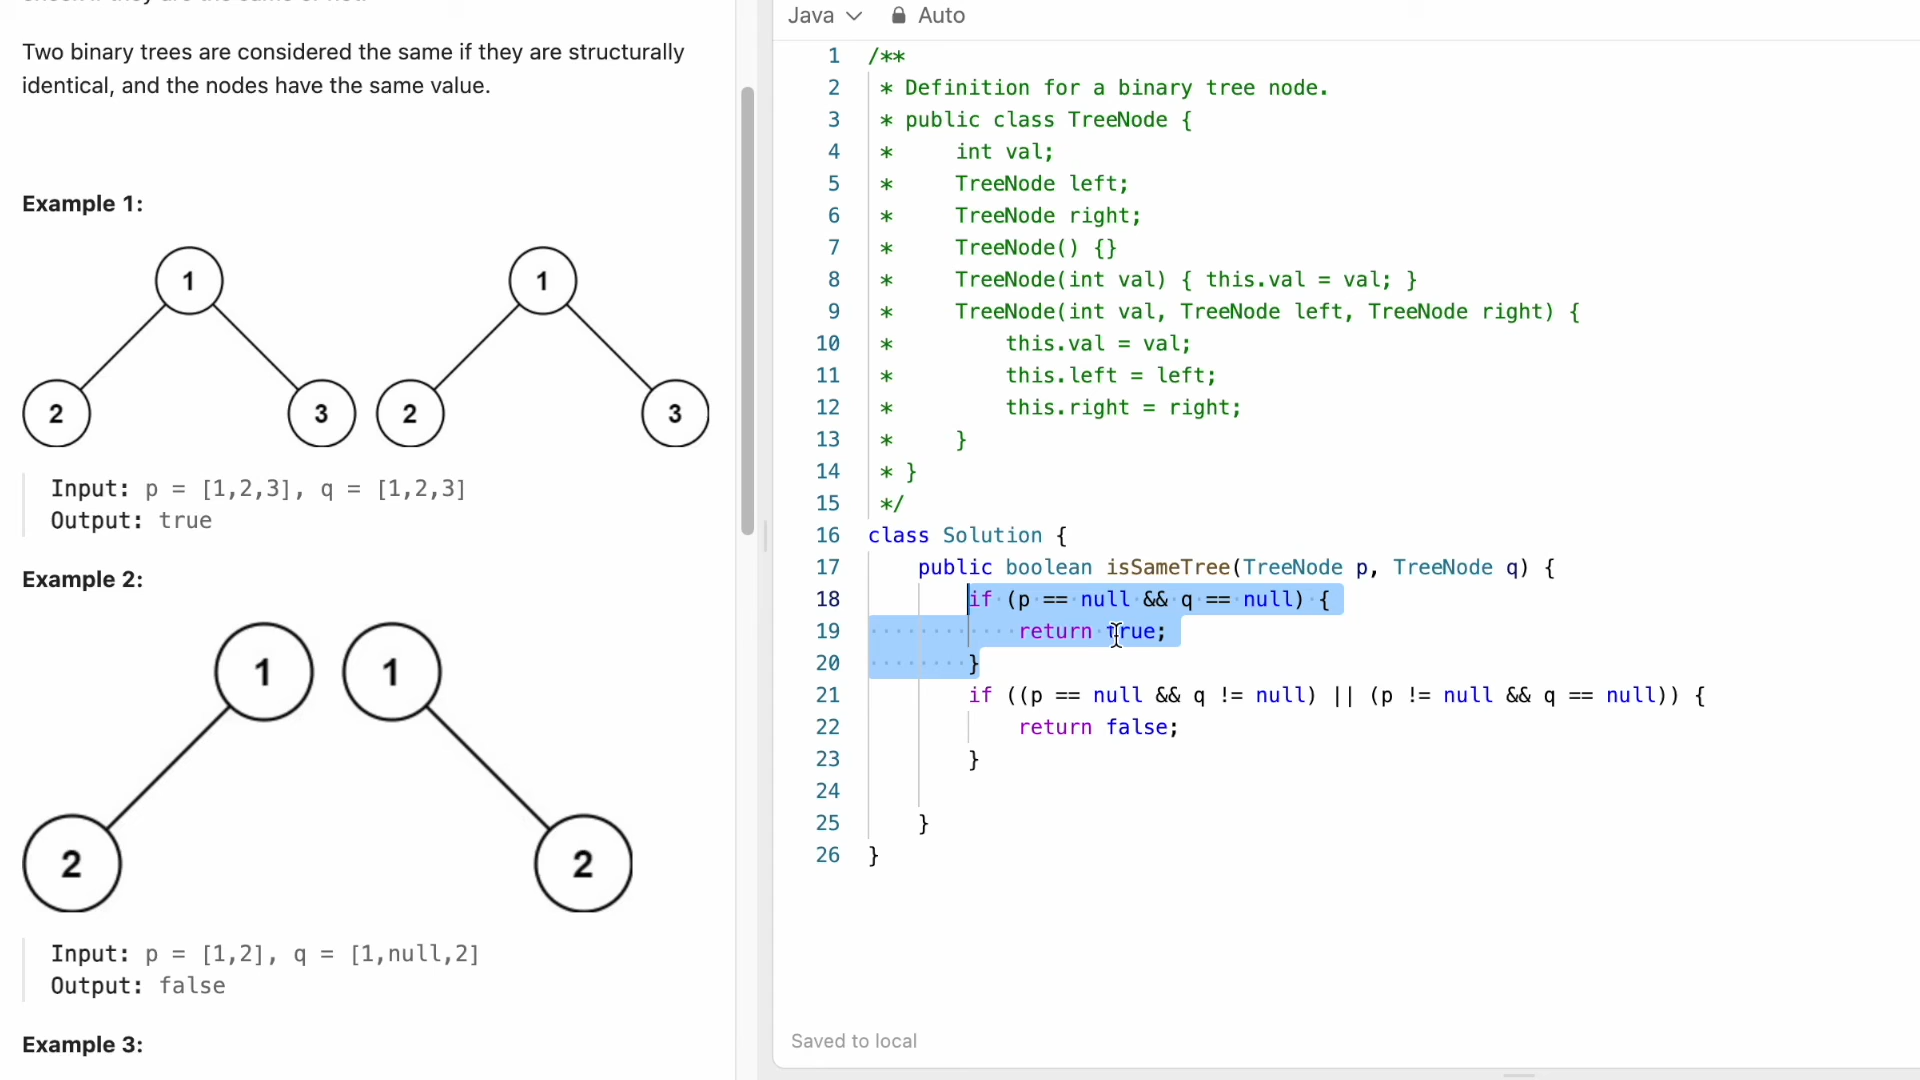 Two binary trees are considered the same if they are structurally
identical, and the nodes have the same value.
Example 1:
1
1
2
3
2
3
Input: p = [1,2,3], q = [1,2,3]
Output: true
Example 2:
1
1
2
2
Input: p = [1,2], q = [1,null,2]
Output: false
Example 3:
Java
Auto
1 /**
2 * Definition for a binary tree node.
3 * public class TreeNode {
4 *     int val;
5 *     TreeNode left;
6 *     TreeNode right;
7 *     TreeNode() {}
8 *     TreeNode(int val) { this.val = val; }
9 *     TreeNode(int val, TreeNode left, TreeNode right) {
10 *         this.val = val;
11 *         this.left = left;
12 *         this.right = right;
13 *     }
14 * }
15 */
16 class Solution {
17     public boolean isSameTree(TreeNode p, TreeNode q) {
18         if (p == null && q == null) {
19             return true;
20         }
21         if ((p == null && q != null) || (p != null && q == null)) {
22             return false;
23         }
24
25     }
26 }
Saved to local